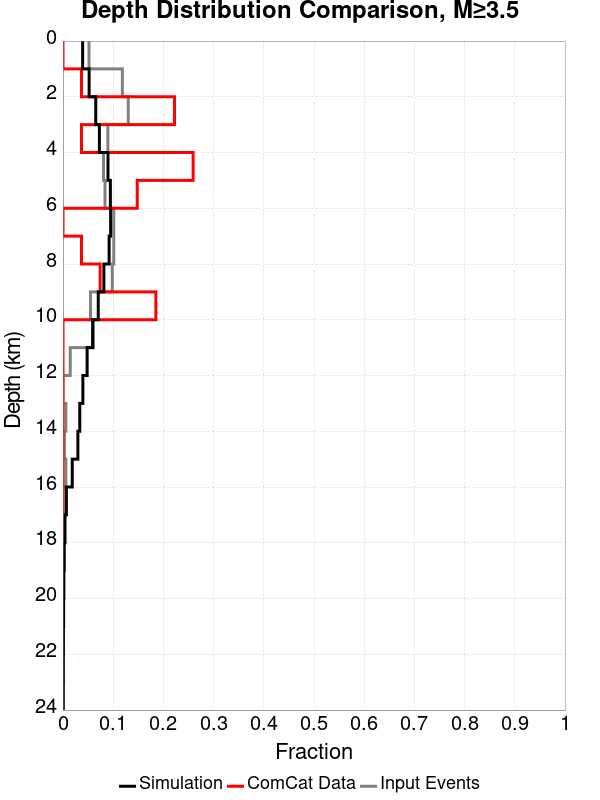 Depth Distribution Comparison, M≥3.5
0
2
4
6
8
10
12
14
16
18
20
22
24
Depth (km)
0 0.1 0.2 0.3 0.4 0.5 0.6 0.7 0.8 0.9 1
Fraction
Simulation ComCat Data Input Events